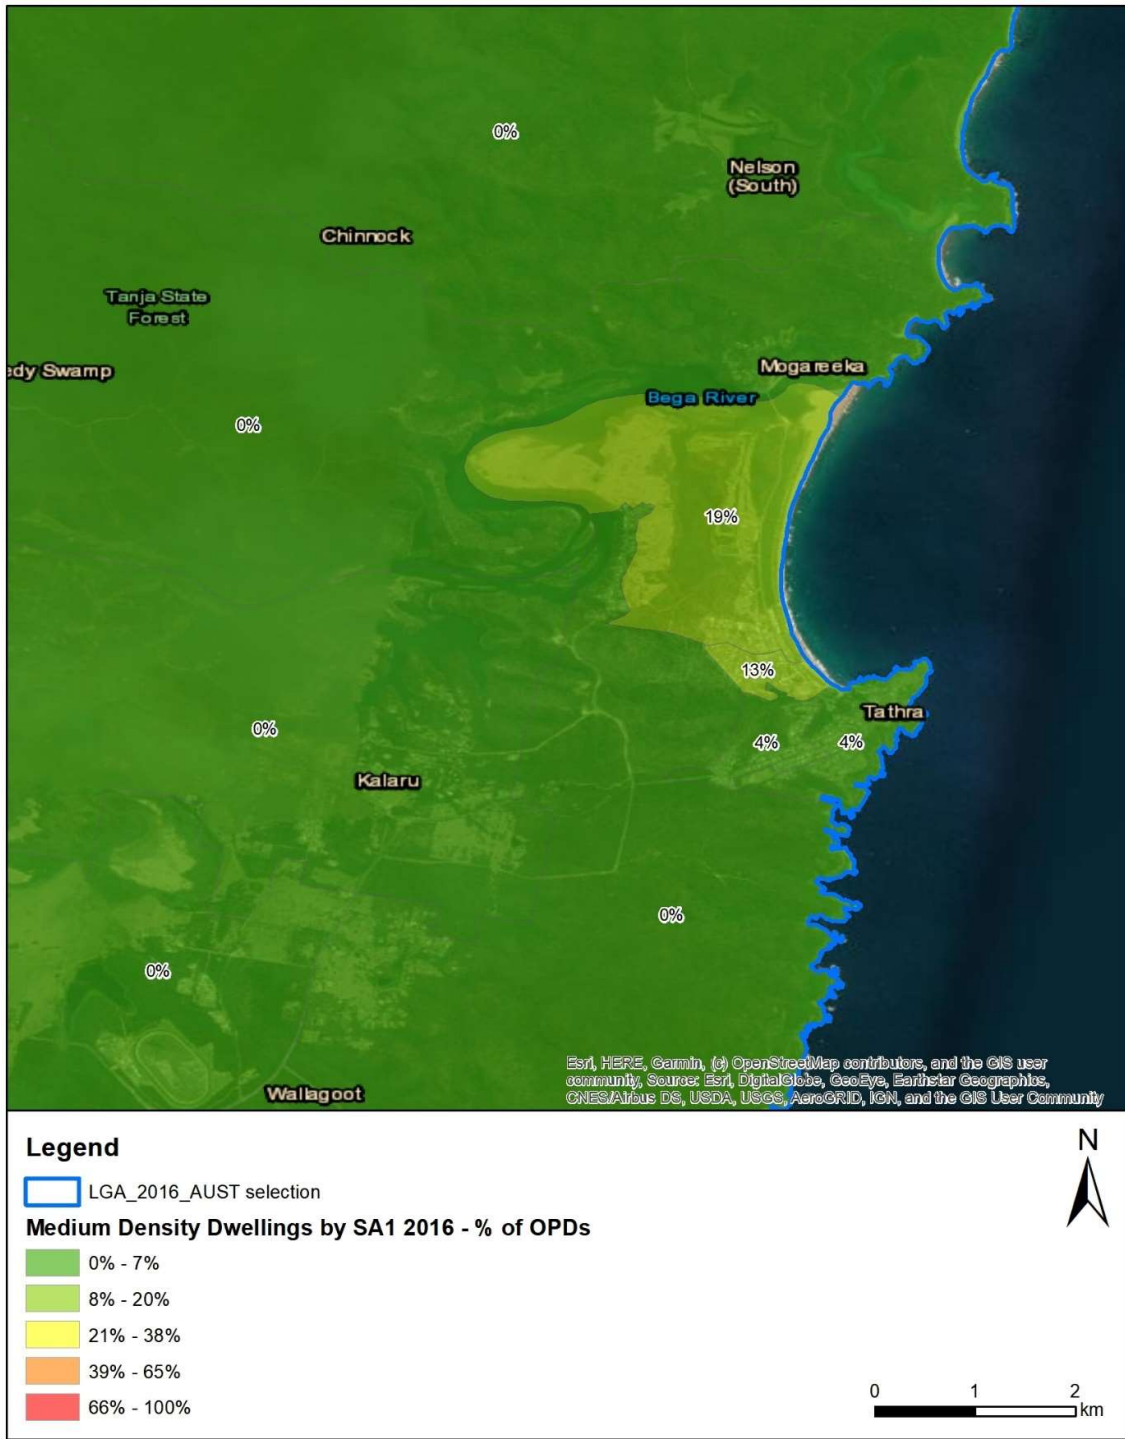 0%
Nelson
(South)
Chinnock
Tanja State
Forest
edy Swamp
Mogareeka
Bega River
0%
19%
13%
0%
Tathra
4%
4%
Kalaru
0%
0%
Wallagoot
Esri, HERE, Garmin, (c) OpenStreetMap contributors, and the GIS user
community, Source: Esri, DigitalGlobe, GeoEye, Earthstar Geographics,
CNES/Airbus DS, USDA, USGS, AeroGRID, IGN, and the GIS User Community
Legend
N
LGA_2016_AUST selection
Medium Density Dwellings by SA1 2016 - % of OPDs
0% - 7%
8% - 20%
21% - 38%
39% - 65%
66% - 100%
0 1 2
km